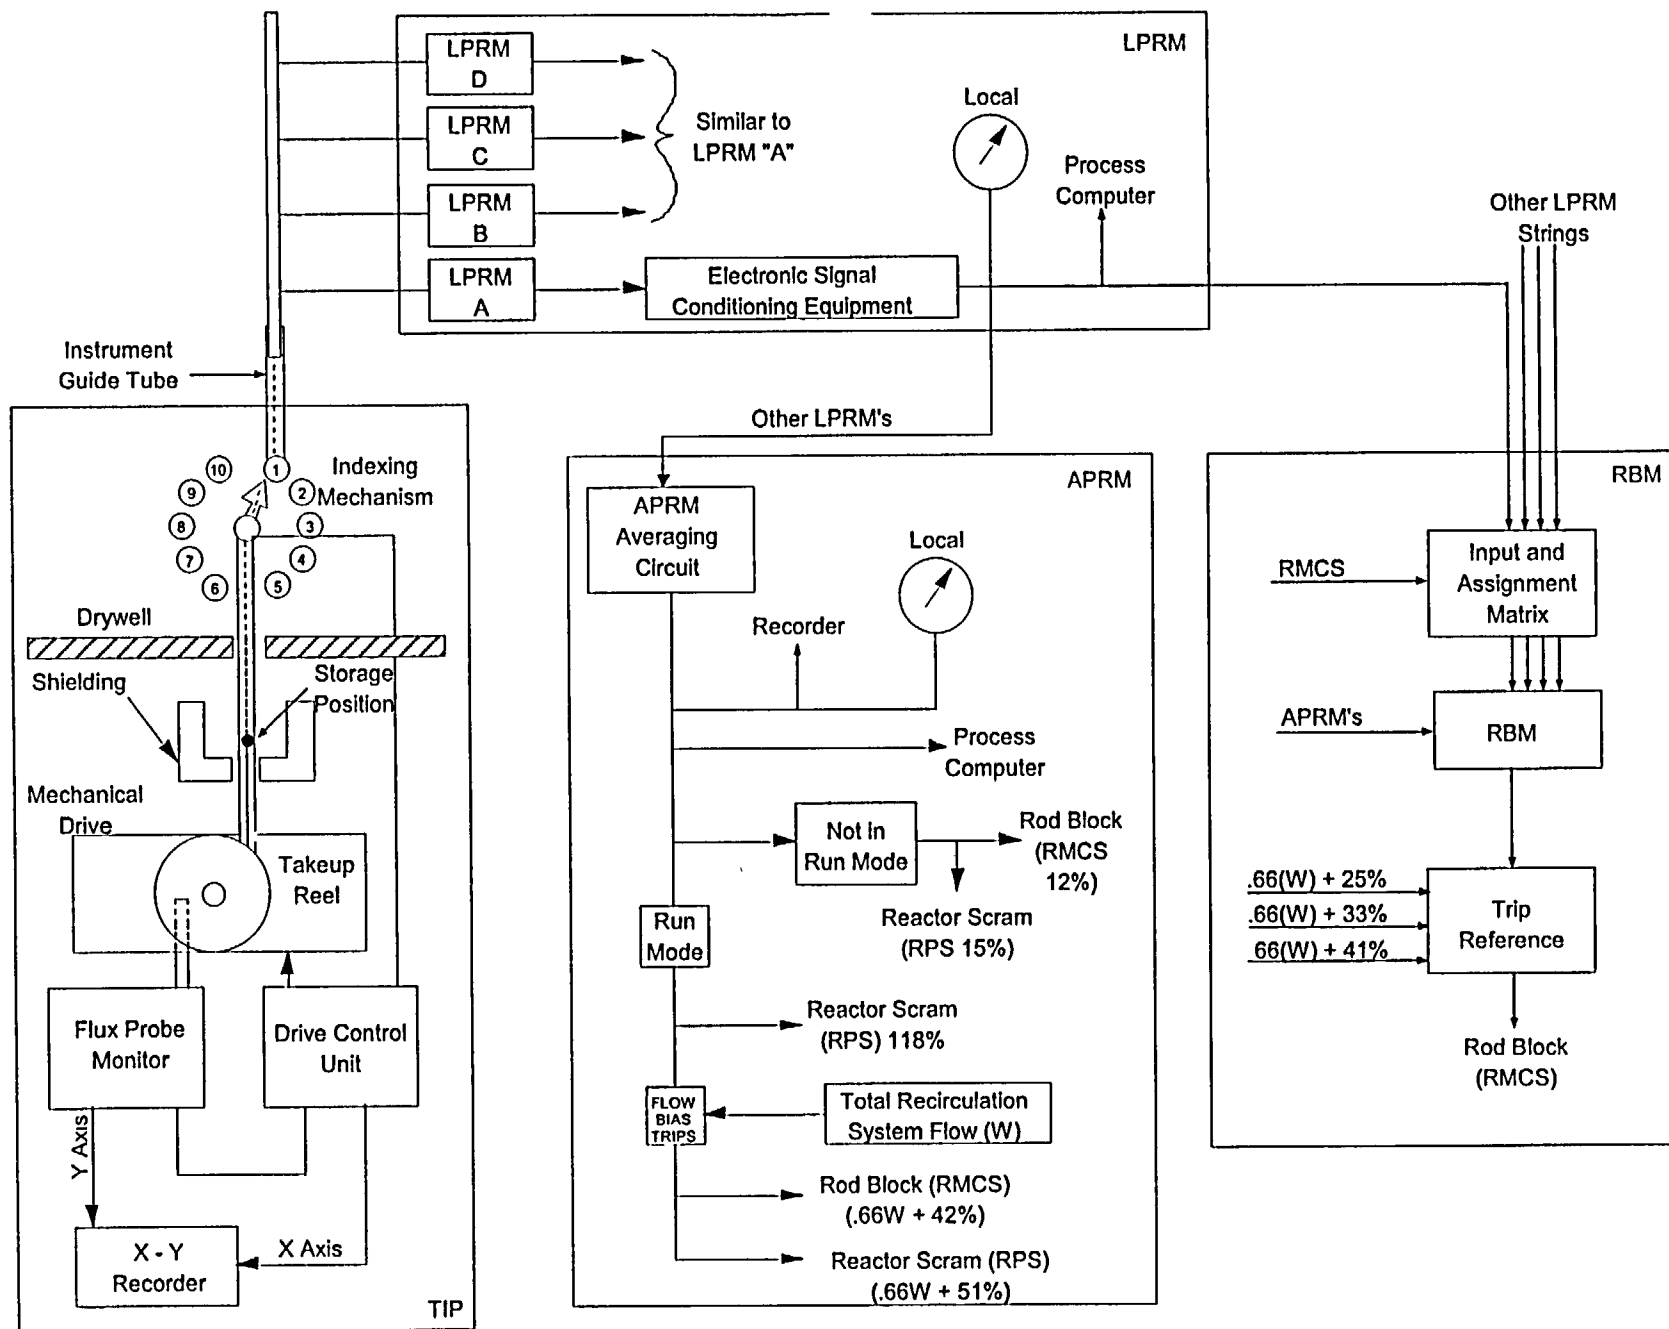 LPRM
LPRM
D
LPRM
C
LPRM
B
LPRM
A
Similar to
LPRM "A"
Local
Process
Computer
Electronic Signal
Conditioning Equipment
Other LPRM
Strings
Instrument
Guide Tube
Other LPRM's
10
1
2
9
8
3
7
4
6
5
Indexing
Mechanism
Drywell
Shielding
Storage
Position
Mechanical
Drive
Takeup
Reel
Flux Probe
Monitor
Drive Control
Unit
Y Axis
X Axis
X - Y
Recorder
TIP
APRM
APRM
Averaging
Circuit
Local
Recorder
Process
Computer
Not in
Run Mode
Rod Block
(RMCS
12%)
Reactor Scram
(RPS 15%)
Run
Mode
Reactor Scram
(RPS) 118%
FLOW
BIAS
TRIPS
Total Recirculation
System Flow (W)
Rod Block (RMCS)
(.66W + 42%)
Reactor Scram (RPS)
(.66W + 51%)
RBM
RMCS
Input and
Assignment
Matrix
APRM's
RBM
.66(W) + 25%
.66(W) + 33%
.66(W) + 41%
Trip
Reference
Rod Block
(RMCS)